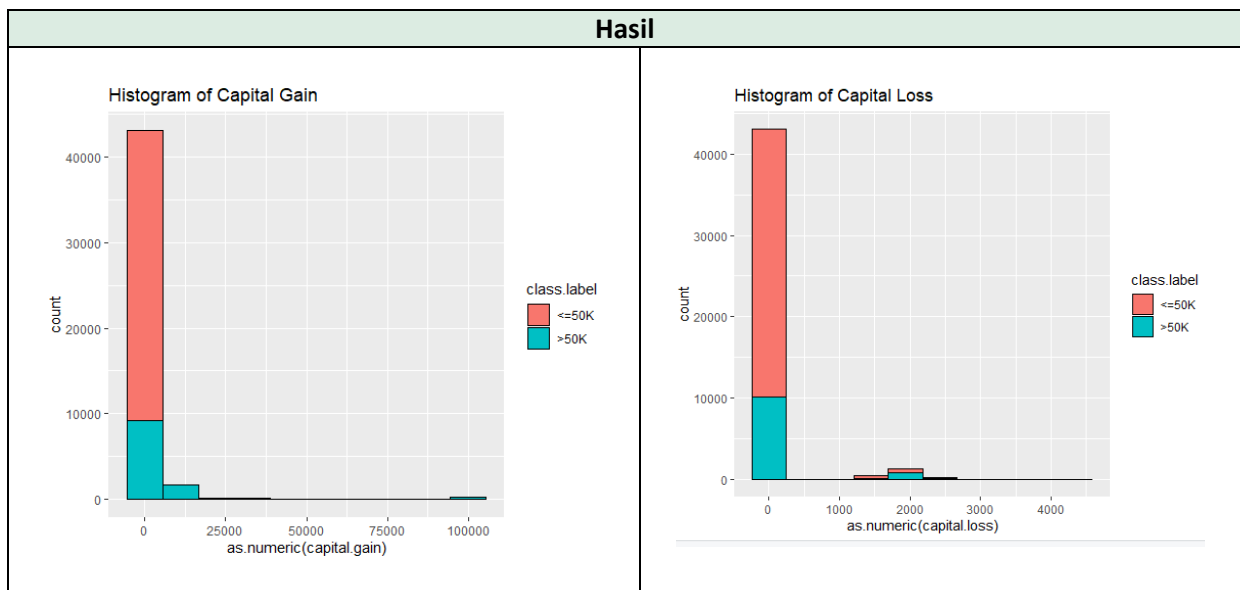 Hasil
Histogram of Capital Gain
40000
30000
20000
10000
0
count
0 25000 50000 75000 100000
as.numeric(capital.gain)
class.label
<=50K
>50K
Histogram of Capital Loss
40000
30000
20000
10000
0
count
0 1000 2000 3000 4000
as.numeric(capital.loss)
class.label
<=50K
>50K